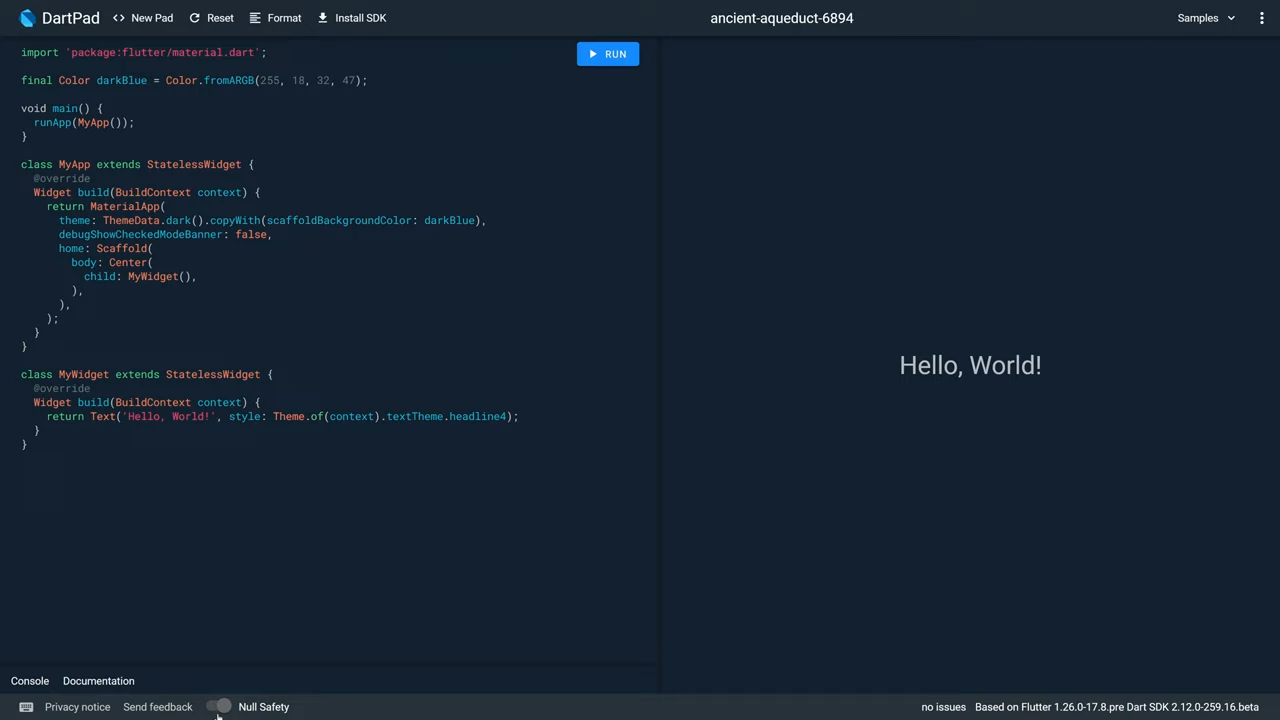 DartPad New Pad Reset Format Install SDK ancient-aqueduct-6894 Samples
import 'package:flutter/material.dart';
RUN
final Color darkBlue = Color.fromARGB(255, 18, 32, 47);
void main() {
  runApp(MyApp());
}
class MyApp extends StatelessWidget {
  @override
  Widget build(BuildContext context) {
    return MaterialApp(
      theme: ThemeData.dark().copyWith(scaffoldBackgroundColor: darkBlue),
      debugShowCheckedModeBanner: false,
      home: Scaffold(
        body: Center(
          child: MyWidget(),
        ),
      ),
    );
  }
}
class MyWidget extends StatelessWidget {
  @override
  Widget build(BuildContext context) {
    return Text('Hello, World!', style: Theme.of(context).textTheme.headline4);
  }
}
Hello, World!
Console Documentation
Privacy notice Send feedback Null Safety no issues Based on Flutter 1.26.0-17.8.pre Dart SDK 2.12.0-259.16.beta